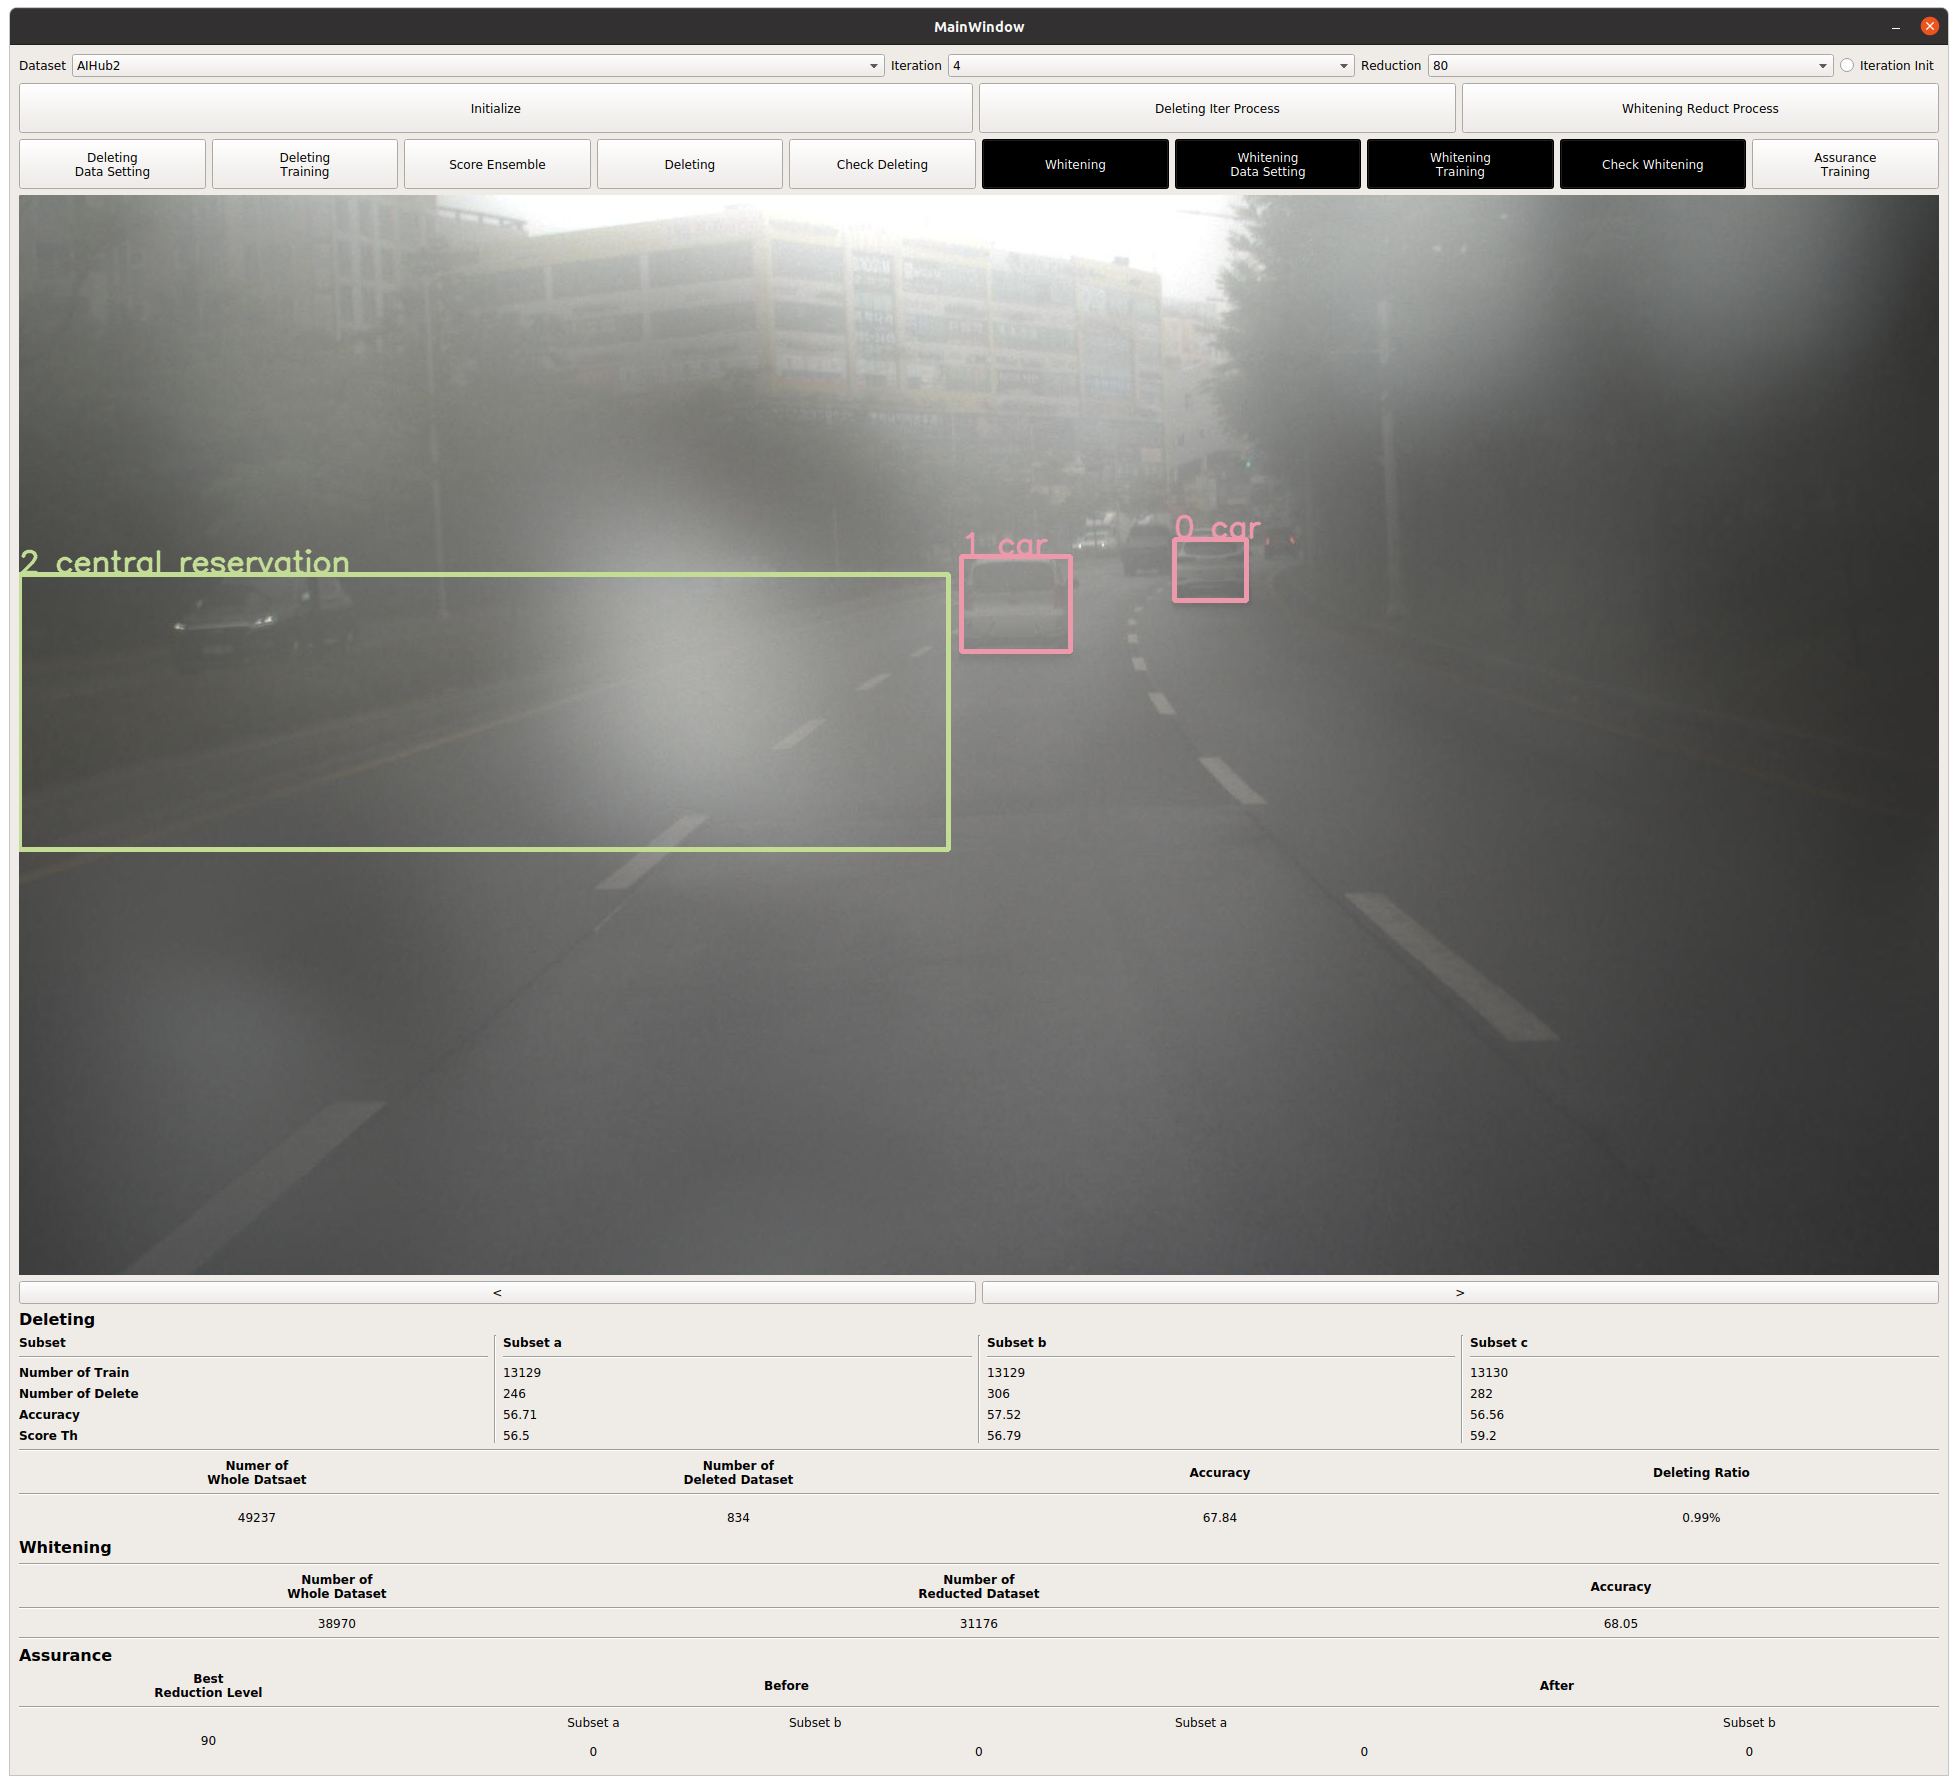 MainWindow
Dataset AIHub2 Iteration 4 Reduction 80 Iteration Init
Initialize Deleting Iter Process Whitening Reduct Process
Deleting
Data Setting
Deleting
Training
Score Ensemble
Deleting
Check Deleting
Whitening
Whitening
Data Setting
Whitening
Training
Check Whitening
Assurance
Training
0 car
1 car
2 central reservation
< >
Deleting
Subset Subset a Subset b Subset c
Number of Train 13129 13129 13130
Number of Delete 246 306 282
Accuracy 56.71 57.52 56.56
Score Th 56.5 56.79 59.2
Numer of
Whole Datsaet
Number of
Deleted Dataset
Accuracy
Deleting Ratio
49237 834 67.84 0.99%
Whitening
Number of
Whole Dataset
Number of
Reducted Dataset
Accuracy
38970 31176 68.05
Assurance
Best
Reduction Level
Before
After
Subset a Subset b Subset a Subset b
90
0 0 0 0